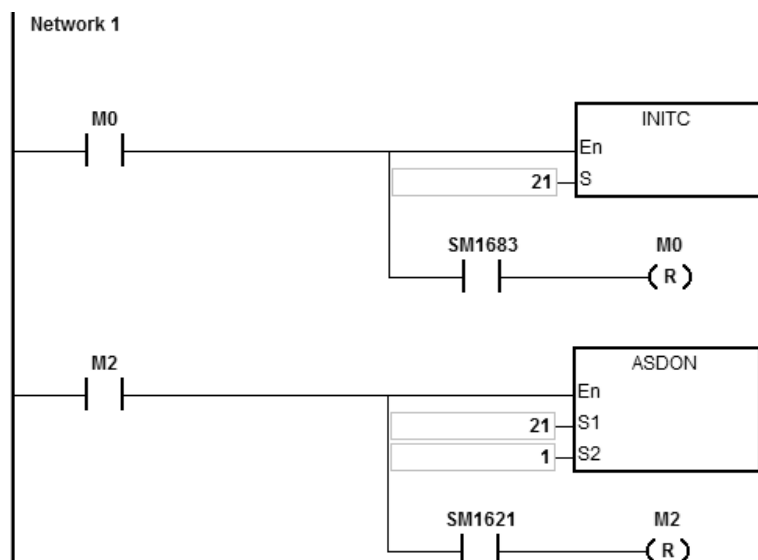 Network 1
M0
INITC
En
21 S
SM1683 M0
R
M2
ASDON
En
21 S1
1 S2
SM1621 M2
R